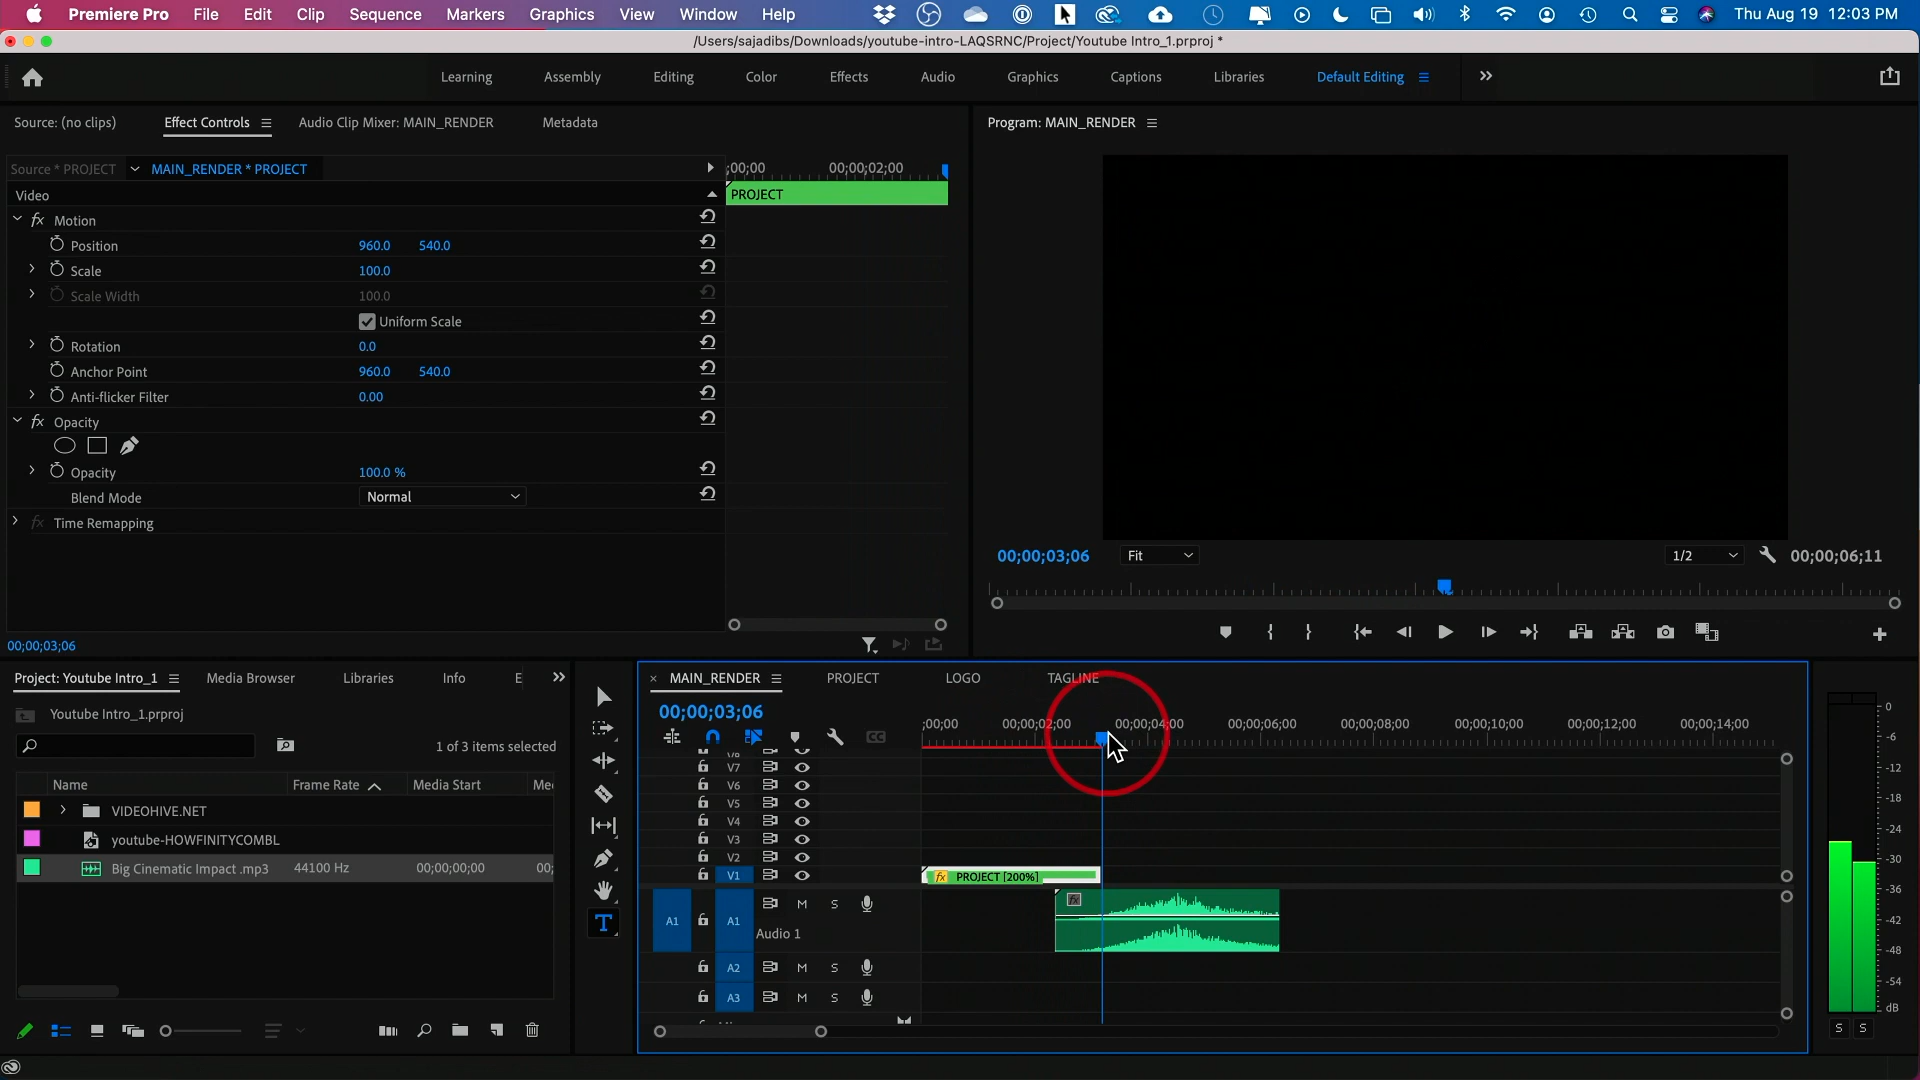 Premiere Pro File Edit Clip Sequence Markers Graphics View Window Help Thu Aug 19 12:03 PM
/Users/sajadibs/Downloads/youtube-intro-LAQSRNC/Project/Youtube Intro_1.prproj *
Learning Assembly Editing Color Effects Audio Graphics Captions Libraries Default Editing
Source: (no clips) Effect Controls Audio Clip Mixer: MAIN_RENDER Metadata
Program: MAIN_RENDER
Source * PROJECT MAIN_RENDER * PROJECT
;00;00 00;00;02;00
Video
PROJECT
fx Motion
Position 960.0 540.0
Scale 100.0
Scale Width 100.0
Uniform Scale
Rotation 0.0
Anchor Point 960.0 540.0
Anti-flicker Filter 0.00
fx Opacity
Opacity 100.0 %
Blend Mode Normal
fx Time Remapping
00;00;03;06
00;00;03;06 Fit 1/2 00;00;06;11
Project: Youtube Intro_1 Media Browser Libraries Info E
Youtube Intro_1.prproj
1 of 3 items selected
Name Frame Rate Media Start Me
VIDEOHIVE.NET
youtube-HOWFINITYCOMBL
Big Cinematic Impact .mp3 44100 Hz 00;00;00;00 00;
T
MAIN_RENDER PROJECT LOGO TAGLINE
00;00;03;06
;00;00 00;00;02;00 00;00;04;00 00;00;06;00 00;00;08;00 00;00;10;00 00;00;12;00 00;00;14;00
CC
V8
V7
V6
V5
V4
V3
V2
V1
fx PROJECT [200%]
A1 A1 M S
fx
Audio 1
A2 M S
A3 M S
0
-6
-12
-18
-24
-30
-36
-42
-48
-54
dB
S S